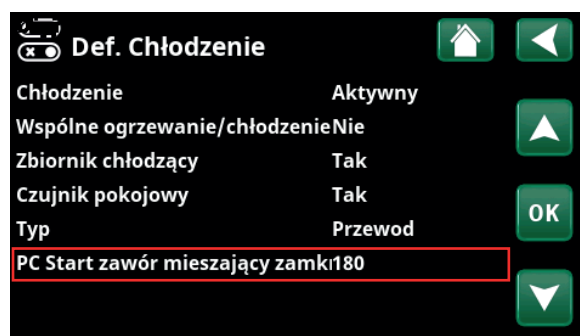 Def. Chłodzenie
Chłodzenie Aktywny
Wspólne ogrzewanie/chłodzenie Nie
Zbiornik chłodzący Tak
Czujnik pokojowy Tak
Typ Przewod
OK
PC Start zawór mieszający zamkı 180